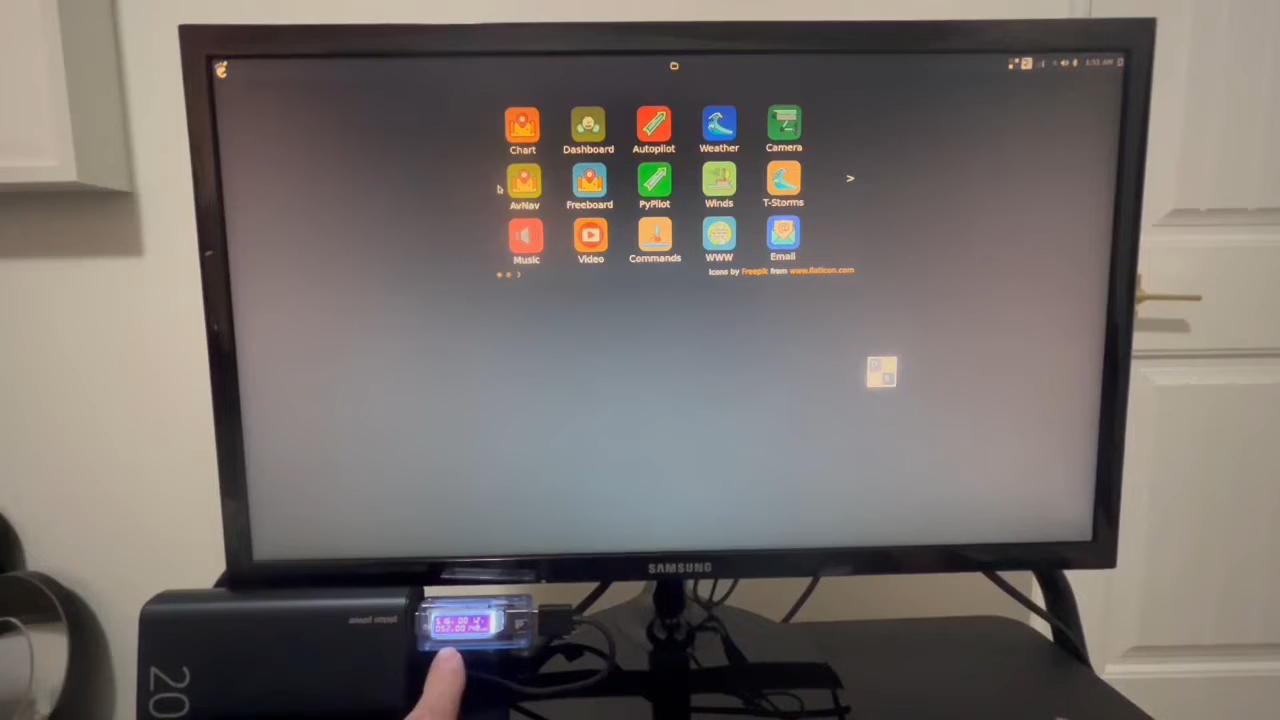 Chart Dashboard Autopilot Weather Camera
AvNav Freeboard PyPilot Winds T-Storms >
Music Video Commands WWW Email
Icons by Freepik from www.flaticon.com
SAMSUNG
20